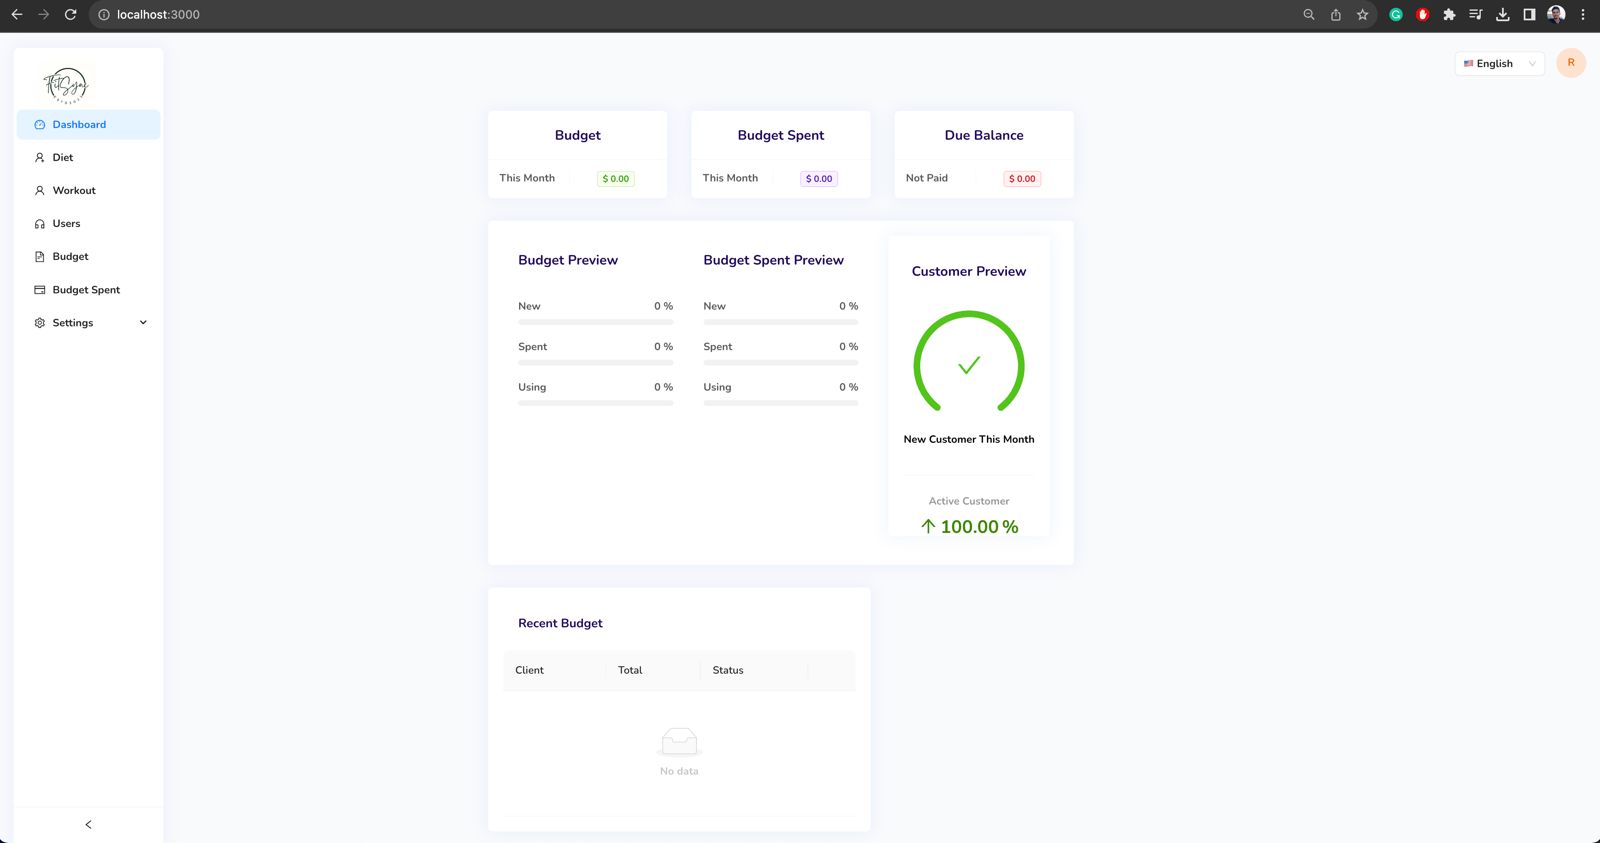 localhost:3000
English
R
FitSync
Dashboard
Diet
Workout
Users
Budget
Budget Spent
Settings
Budget
This Month
$ 0.00
Budget Spent
This Month
$ 0.00
Due Balance
Not Paid
$ 0.00
Budget Preview
New 0 %
Spent 0 %
Using 0 %
Budget Spent Preview
New 0 %
Spent 0 %
Using 0 %
Customer Preview
New Customer This Month
Active Customer
100.00 %
Recent Budget
Client Total Status
No data